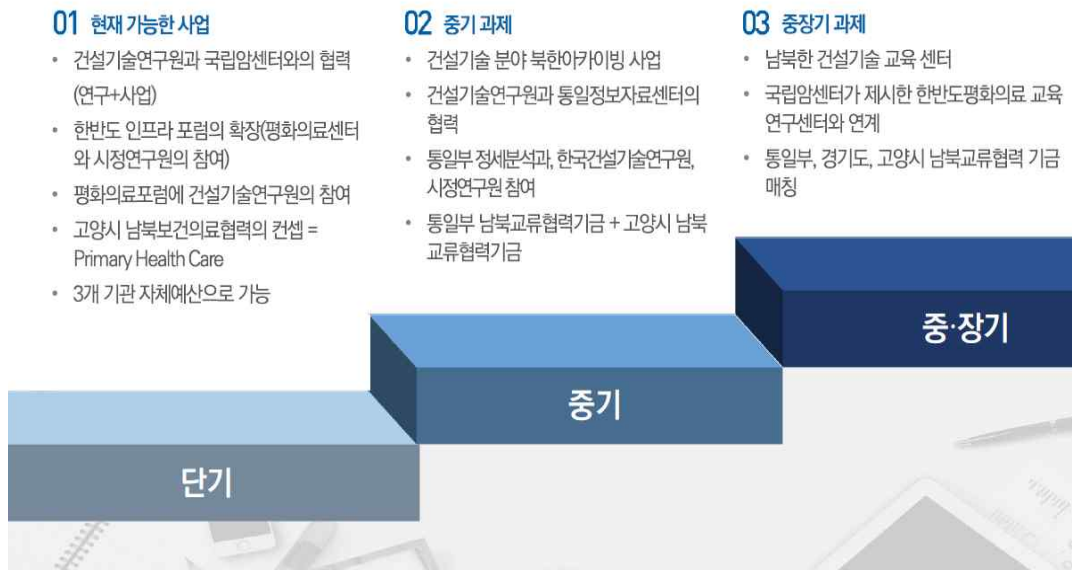 01 현재 가능한 사업
• 건설기술연구원과 국립암센터와의 협력
(연구+사업)
• 한반도 인프라 포럼의 확장(평화의료센터
와 시정연구원의 참여)
• 평화의료포럼에 건설기술연구원의 참여
• 고양시 남북보건의료협력의 컨셉 =
Primary Health Care
• 3개 기관 자체예산으로 가능
02 중기 과제
• 건설기술 분야 북한아카이빙 사업
• 건설기술연구원과 통일정보자료센터의
협력
• 통일부 정세분석과, 한국건설기술연구원,
시정연구원 참여
• 통일부 남북교류협력기금 + 고양시 남북
교류협력기금
03 중장기 과제
• 남북한 건설기술 교육 센터
• 국립암센터가 제시한 한반도평화의료 교육
연구센터와 연계
• 통일부, 경기도, 고양시 남북교류협력 기금
매칭
단기
중기
중·장기